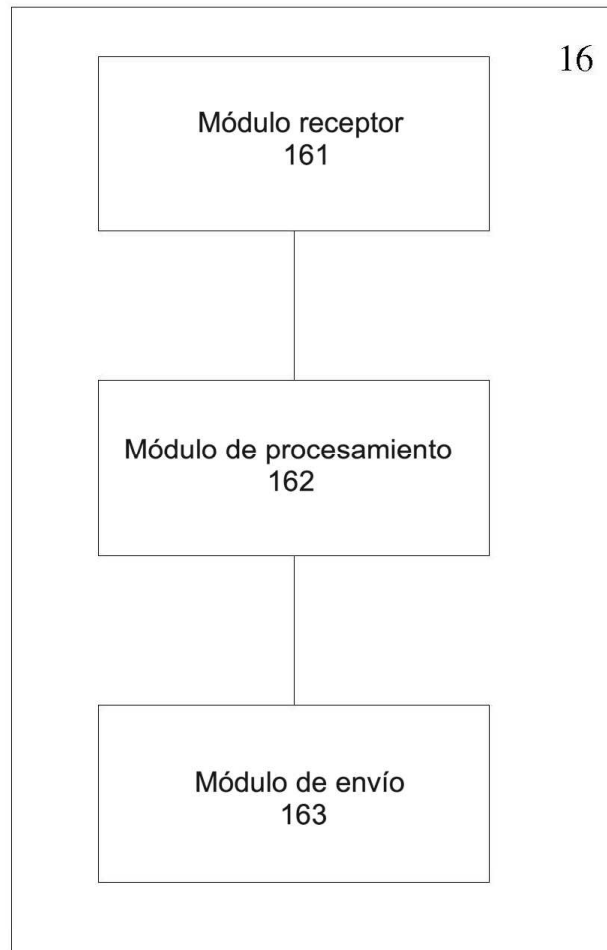 16
Módulo receptor
161
Módulo de procesamiento
162
Módulo de envío
163